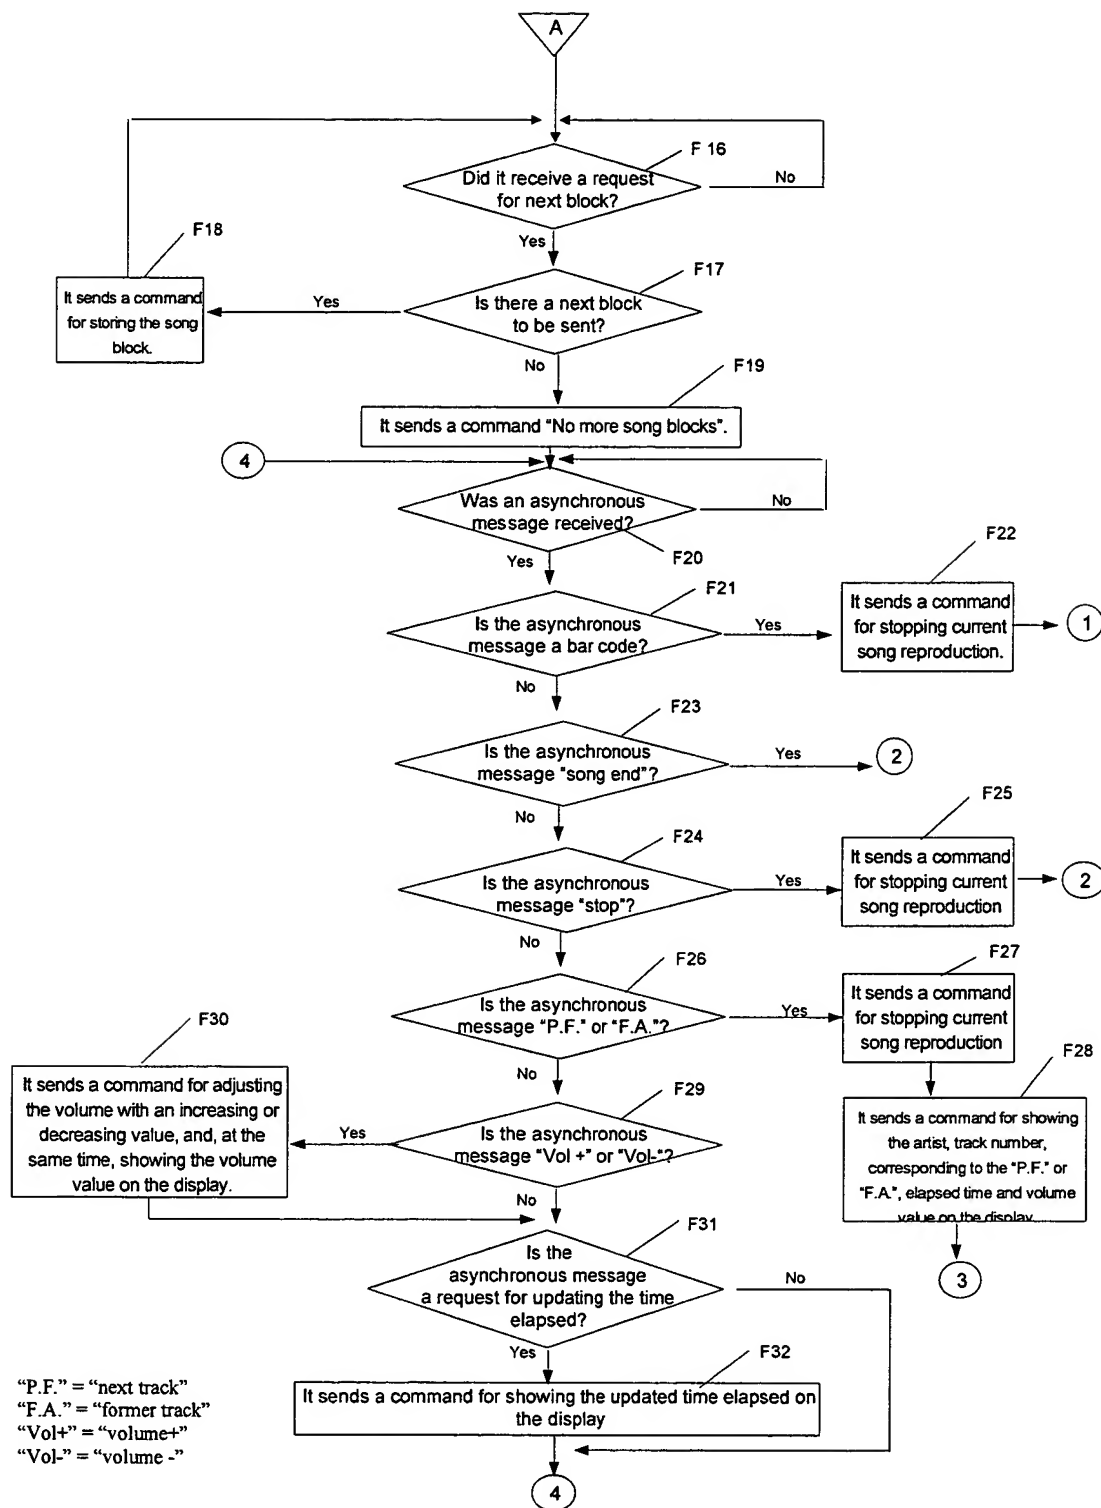 A
F 16
Did it receive a request
for next block?
No
Yes
F18
F17
It sends a command
for storing the song
block.
Yes
Is there a next block
to be sent?
No
F19
It sends a command "No more song blocks".
4
Was an asynchronous
message received?
No
F20
Yes
F22
F21
Is the asynchronous
message a bar code?
Yes
It sends a command
for stopping current
song reproduction.
1
No
F23
Is the asynchronous
message "song end"?
Yes
2
No
F25
F24
Is the asynchronous
message "stop"?
Yes
It sends a command
for stopping current
song reproduction
2
No
F27
F26
Is the asynchronous
message "P.F." or "F.A."?
Yes
It sends a command
for stopping current
song reproduction
No
F30
F28
It sends a command for adjusting
the volume with an increasing or
decreasing value, and, at the
same time, showing the volume
value on the display.
Yes
F29
Is the asynchronous
message "Vol +" or "Vol-"?
It sends a command for showing
the artist, track number,
corresponding to the "P.F." or
"F.A.", elapsed time and volume
value on the display
No
F31
Is the
asynchronous message
a request for updating the time
elapsed?
No
3
Yes
F32
It sends a command for showing the updated time elapsed on
the display
"P.F." = "next track"
"F.A." = "former track"
"Vol+" = "volume+"
"Vol-" = "volume -"
4